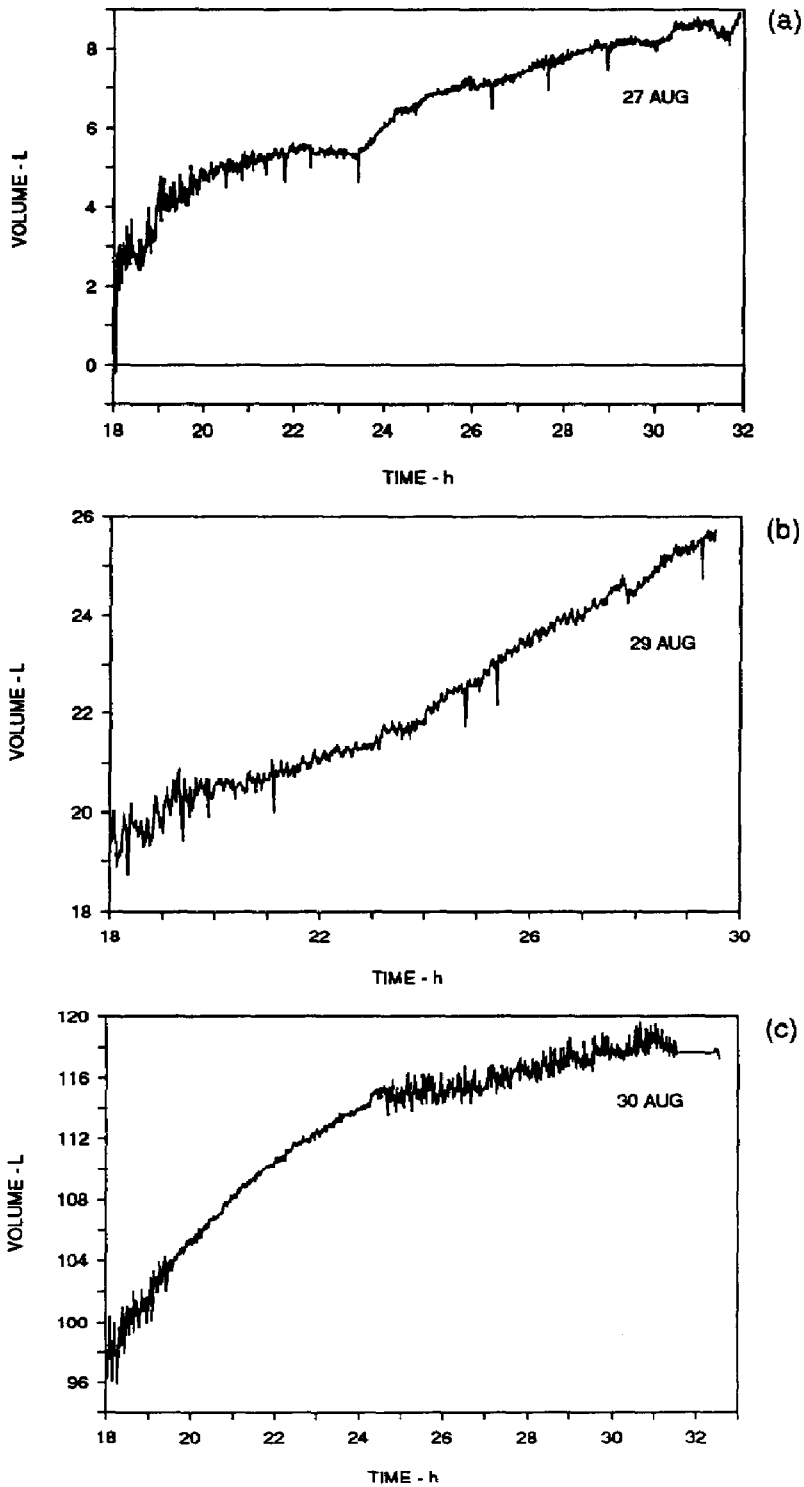 (a)
8
6
4
2
0
VOLUME - L
27 AUG
18 20 22 24 26 28 30 32
TIME - h
(b)
26
24
22
20
18
VOLUME - L
29 AUG
18 22 26 30
TIME - h
(c)
120
116
112
108
104
100
96
VOLUME - L
30 AUG
18 20 22 24 26 28 30 32
TIME - h